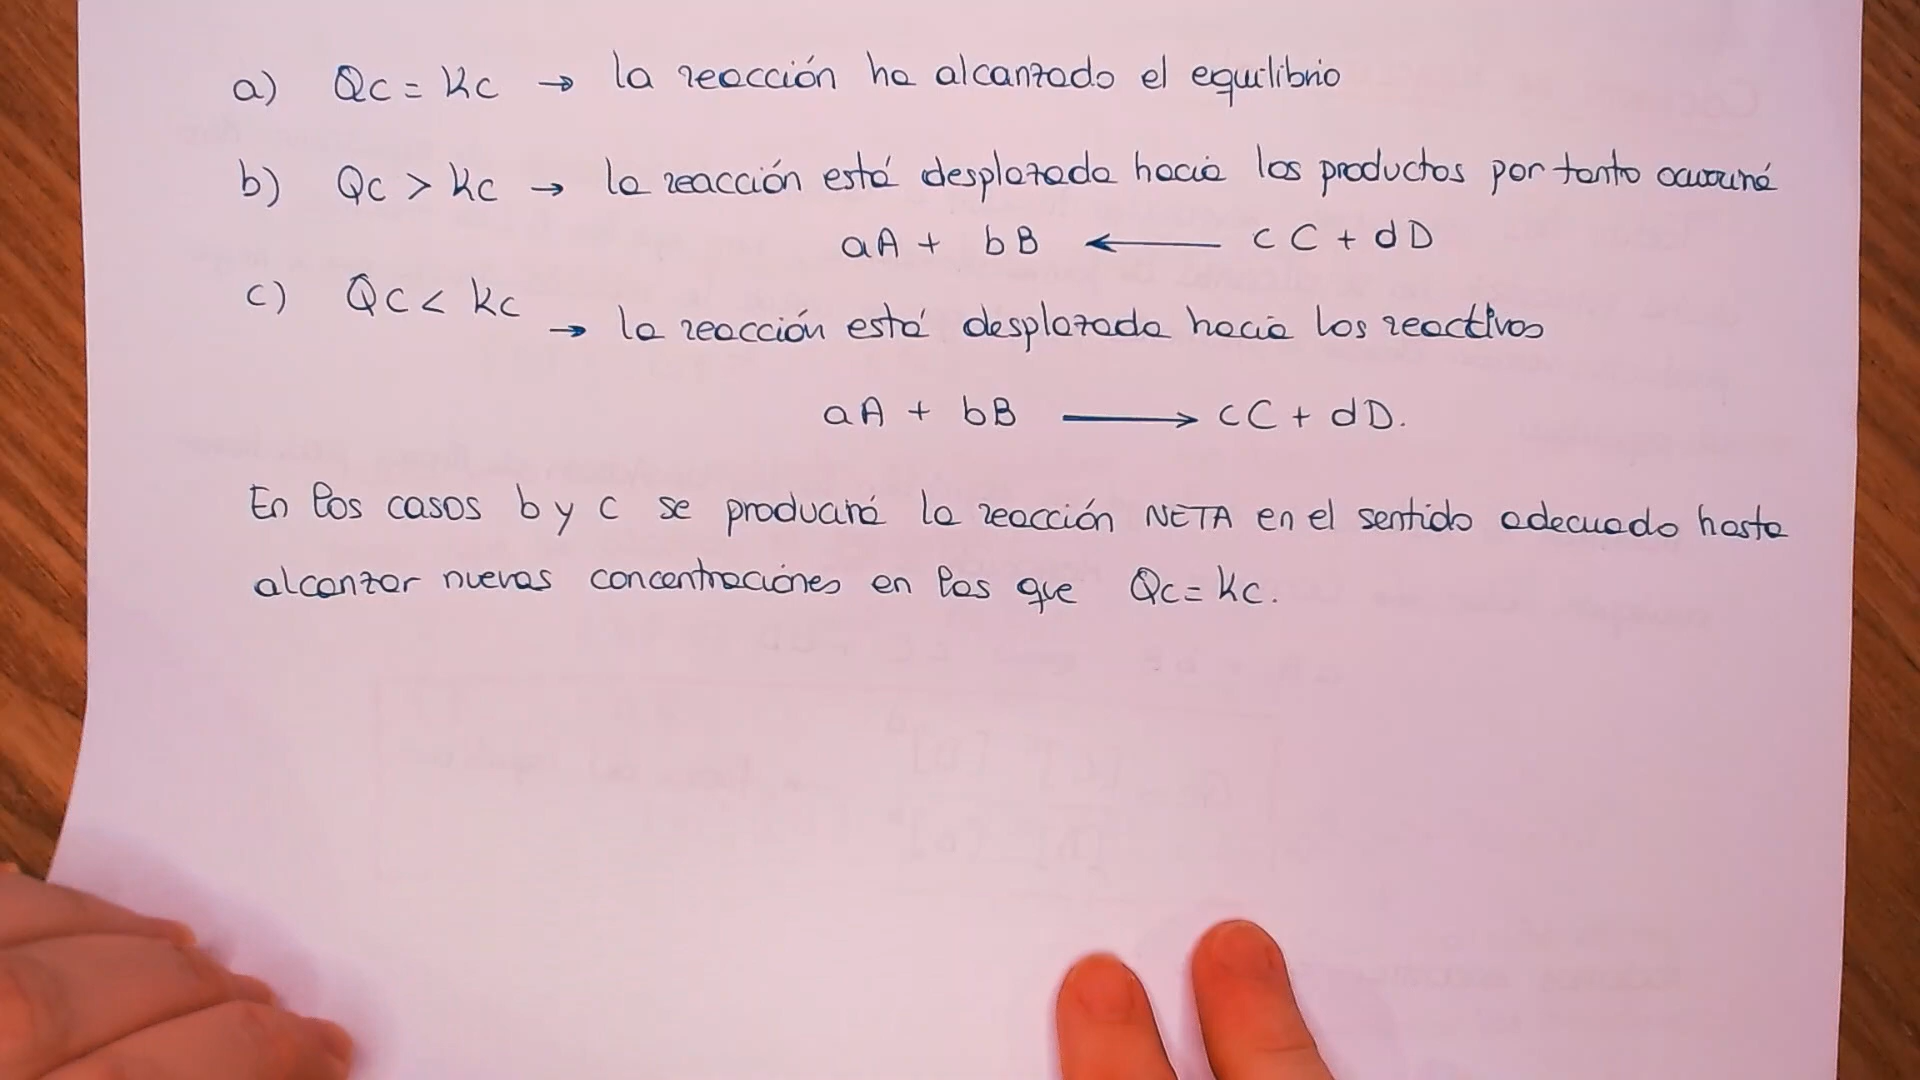 a) Qc = Kc → la reacción ha alcanzado el equilibrio
b) Qc > Kc → la reacción está desplazada hacia los productos por tanto ocurrirá
aA + bB ← cC + dD
c) Qc < Kc → la reacción está desplazada hacia los reactivos
aA + bB → cC + dD.
En los casos b y c se producirá la reacción NETA en el sentido adecuado hasta
alcanzar nuevas concentraciónes en las que Qc = Kc.